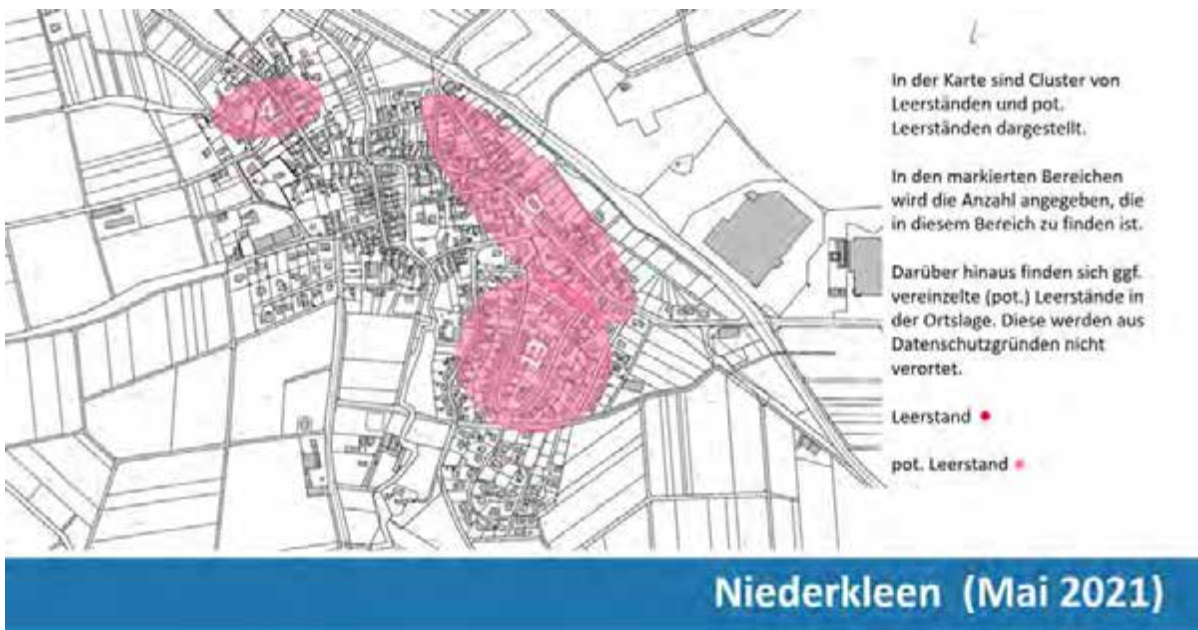 In der Karte sind Cluster von
Leerständen und pot.
Leerständen dargestellt.
In den markierten Bereichen
wird die Anzahl angegeben, die
in diesem Bereich zu finden ist.
Darüber hinaus finden sich ggf.
vereinzelte (pot.) Leerstände in
der Ortslage. Diese werden aus
Datenschutzgründen nicht
verortet.
Leerstand
pot. Leerstand
10
13
Niederkleen (Mai 2021)